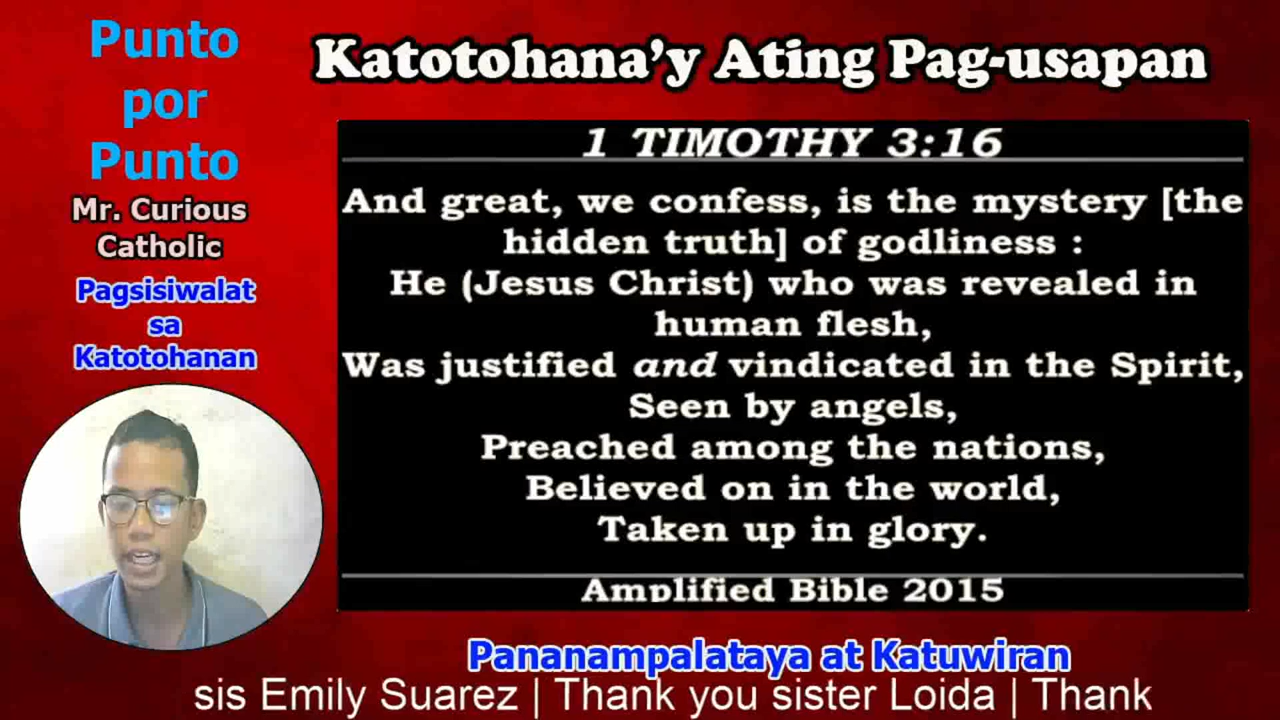 Punto
por
Punto
Mr. Curious
Catholic
Pagsisiwalat
sa
Katotohanan
Katotohana’y Ating Pag-usapan
1 TIMOTHY 3:16
And great, we confess, is the mystery [the
hidden truth] of godliness :
He (Jesus Christ) who was revealed in
human flesh,
Was justified and vindicated in the Spirit,
Seen by angels,
Preached among the nations,
Believed on in the world,
Taken up in glory.
Amplified Bible 2015
Pananampalataya at Katuwiran
sis Emily Suarez | Thank you sister Loida | Thank